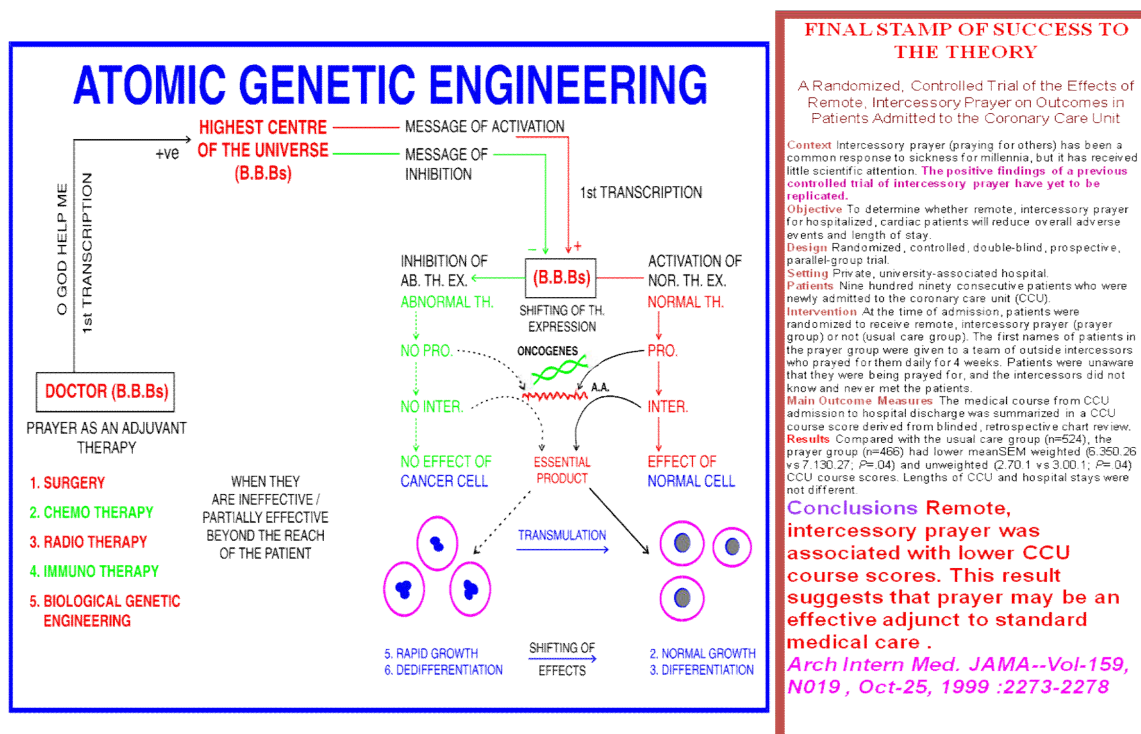 ATOMIC GENETIC ENGINEERING
HIGHEST CENTRE
OF THE UNIVERSE
(B.B.Bs)
+ve
MESSAGE OF ACTIVATION
MESSAGE OF
INHIBITION
1st TRANSCRIPTION
O GOD HELP ME
1st TRANSCRIPTION
– +
INHIBITION OF
AB. TH. EX.
ABNORMAL TH.
(B.B.Bs)
ACTIVATION OF
NOR. TH. EX.
NORMAL TH.
SHIFTING OF TH.
EXPRESSION
NO PRO.
ONCOGENES
PRO.
A.A.
NO INTER.
INTER.
NO EFFECT OF
CANCER CELL
ESSENTIAL
PRODUCT
EFFECT OF
NORMAL CELL
DOCTOR (B.B.Bs)
PRAYER AS AN ADJUVANT
THERAPY
1. SURGERY
2. CHEMO THERAPY
3. RADIO THERAPY
4. IMMUNO THERAPY
5. BIOLOGICAL GENETIC
ENGINEERING
WHEN THEY
ARE INEFFECTIVE /
PARTIALLY EFFECTIVE
BEYOND THE REACH
OF THE PATIENT
TRANSMULATION
5. RAPID GROWTH
6. DEDIFFERENTIATION
SHIFTING OF
EFFECTS
2. NORMAL GROWTH
3. DIFFERENTIATION
FINAL STAMP OF SUCCESS TO
THE THEORY
A Randomized, Controlled Trial of the Effects of
Remote, Intercessory Prayer on Outcomes in
Patients Admitted to the Coronary Care Unit
Context Intercessory prayer (praying for others) has been a
common response to sickness for millennia, but it has received
little scientific attention. The positive findings of a previous
controlled trial of intercessory prayer have yet to be
replicated.
Objective To determine whether remote, intercessory prayer
for hospitalized, cardiac patients will reduce overall adverse
events and length of stay.
Design Randomized, controlled, double-blind, prospective,
parallel-group trial.
Setting Private, university-associated hospital.
Patients Nine hundred ninety consecutive patients who were
newly admitted to the coronary care unit (CCU).
Intervention At the time of admission, patients were
randomized to receive remote, intercessory prayer (prayer
group) or not (usual care group). The first names of patients in
the prayer group were given to a team of outside intercessors
who prayed for them daily for 4 weeks. Patients were unaware
that they were being prayed for, and the intercessors did not
know and never met the patients.
Main Outcome Measures The medical course from CCU
admission to hospital discharge was summarized in a CCU
course score derived from blinded, retrospective chart review.
Results Compared with the usual care group (n=524), the
prayer group (n=466) had lower meanSEM weighted (6.350.26
vs 7.130.27; P=.04) and unweighted (2.70.1 vs 3.00.1; P=.04)
CCU course scores. Lengths of CCU and hospital stays were
not different.
Conclusions Remote,
intercessory prayer was
associated with lower CCU
course scores. This result
suggests that prayer may be an
effective adjunct to standard
medical care .
Arch Intern Med. JAMA--Vol-159,
N019 , Oct-25, 1999 :2273-2278